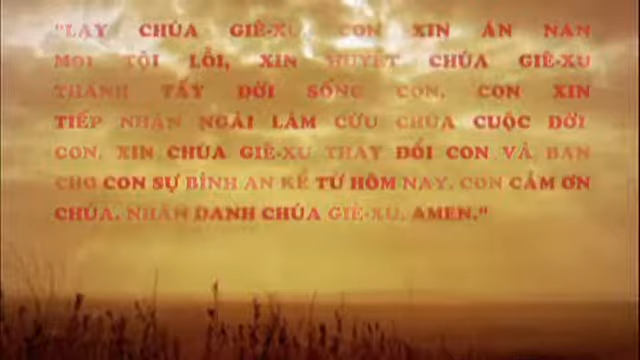 "LẠY CHÚA GIÊ-XU, CON XIN ĂN NĂN
MỌI TỘI LỖI, XIN HUYẾT CHÚA GIÊ-XU
THÁNH TẨY ĐỜI SỐNG CON. CON XIN
TIẾP NHẬN NGÀI LÀM CỨU CHÚA CUỘC ĐỜI
CON. XIN CHÚA GIÊ-XU THAY ĐỔI CON VÀ BAN
CHO CON SỰ BÌNH AN KỂ TỪ HÔM NAY. CON CẢM ƠN
CHÚA. NHÂN DANH CHÚA GIÊ-XU. AMEN."